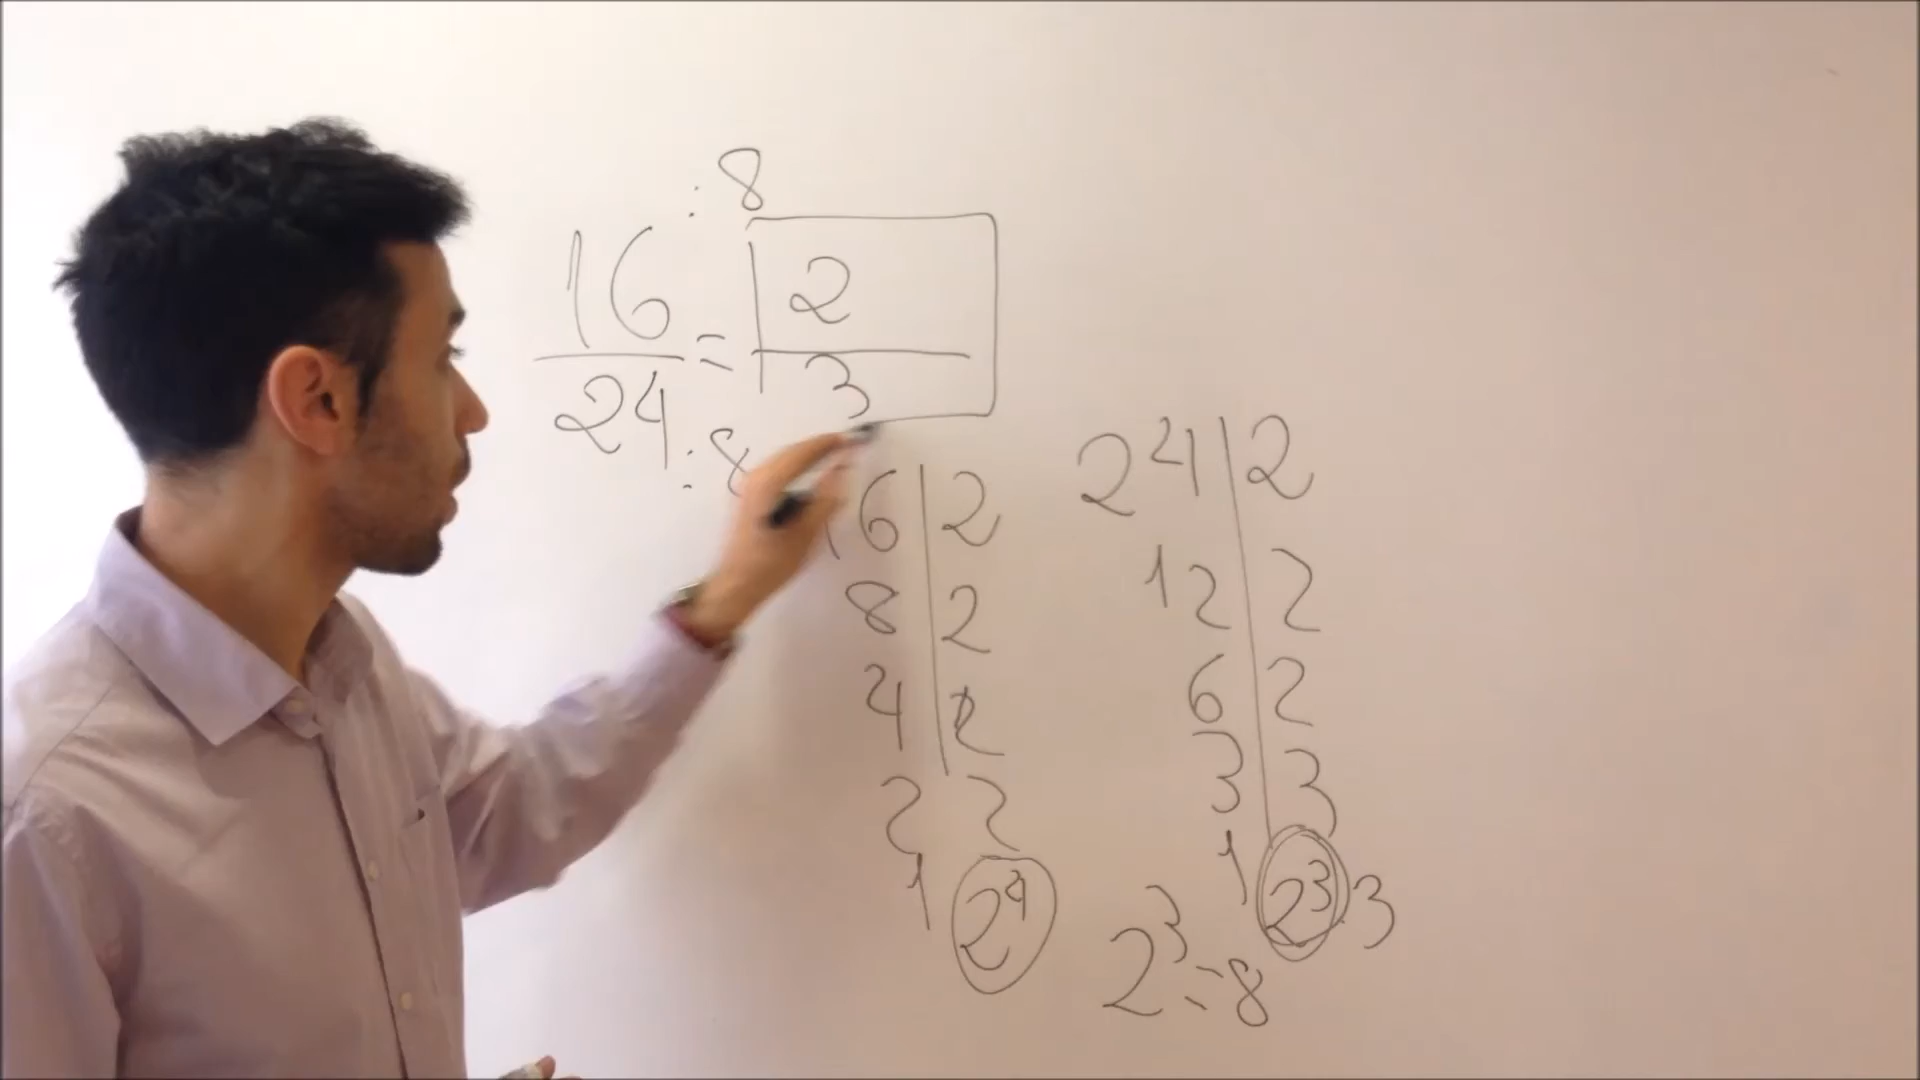 :8
16/24 = 2/3
:8
16 | 2
8 | 2
4 | 2
2 2
1 2⁴
24 | 2
12 | 2
6 | 2
3 | 3
1 2³·3
2³=8